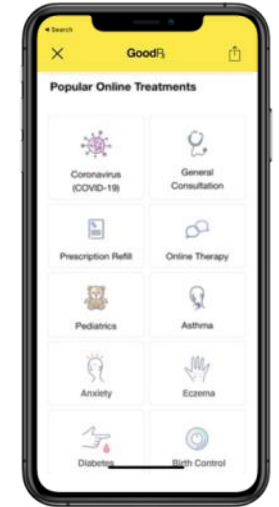 ◂ Search
GoodRx
Popular Online Treatments
Coronavirus
(COVID-19)
General
Consultation
Prescription Refill
Online Therapy
Pediatrics
Asthma
Anxiety
Eczema
Diabetes
Birth Control